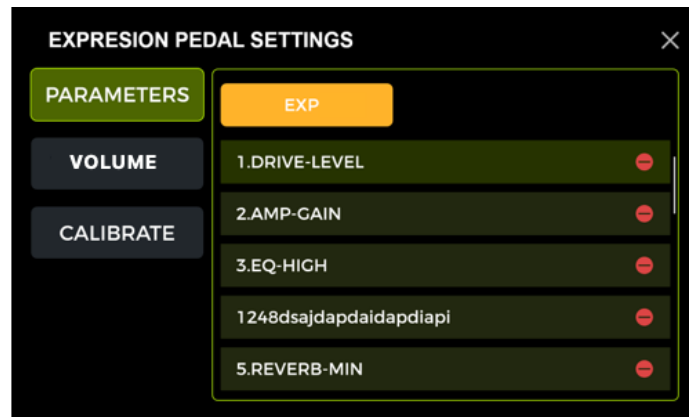 EXPRESION PEDAL SETTINGS
PARAMETERS
VOLUME
CALIBRATE
EXP
1.DRIVE-LEVEL
2.AMP-GAIN
3.EQ-HIGH
1248dsajdapdaidapdiapi
5.REVERB-MIN